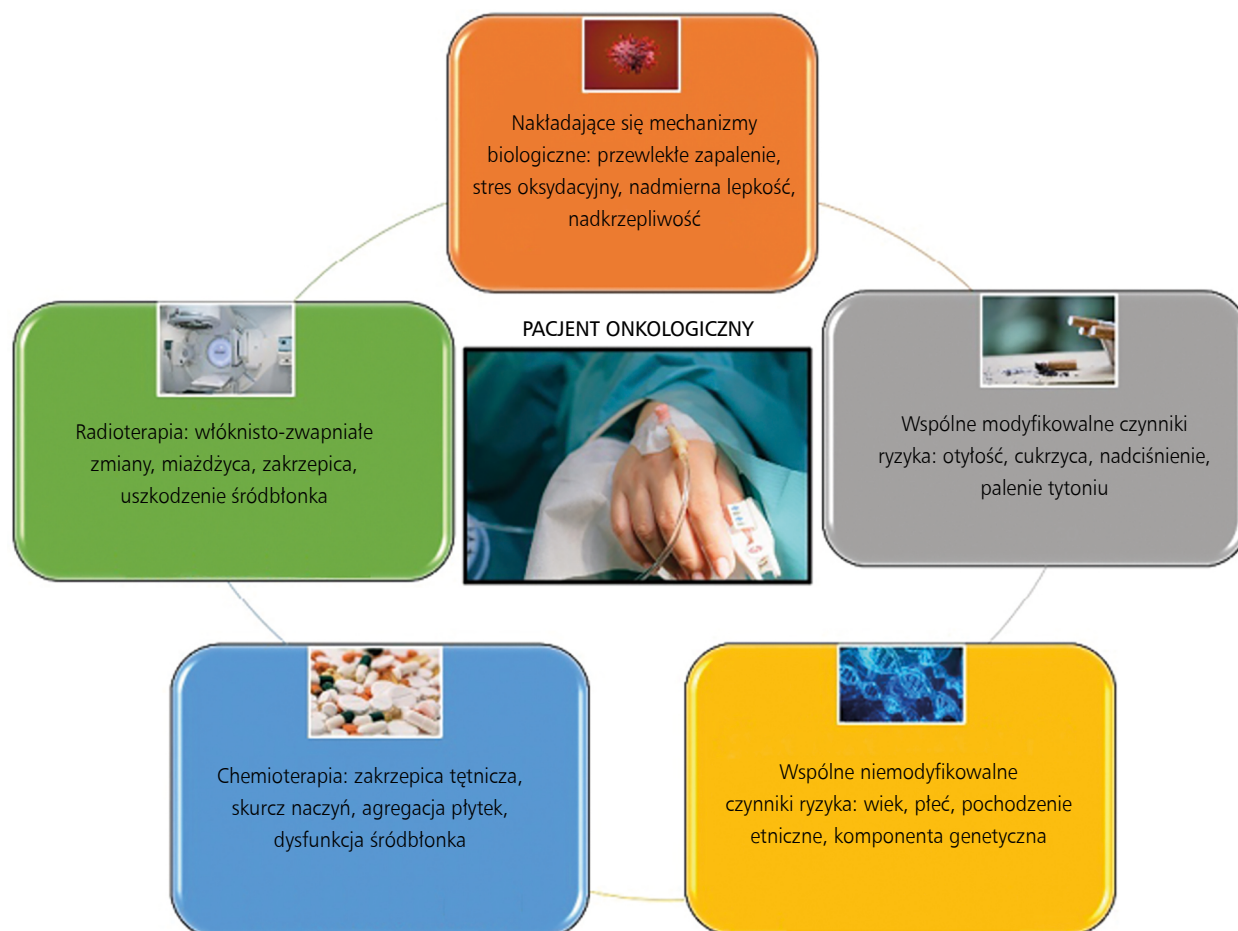 Nakładające się mechanizmy
biologiczne: przewlekłe zapalenie,
stres oksydacyjny, nadmierna lepkość,
nadkrzepliwość
PACJENT ONKOLOGICZNY
Radioterapia: włóknisto-zwapniałe
zmiany, miażdżyca, zakrzepica,
uszkodzenie śródbłonka
Wspólne modyfikowalne czynniki
ryzyka: otyłość, cukrzyca, nadciśnienie,
palenie tytoniu
Chemioterapia: zakrzepica tętnicza,
skurcz naczyń, agregacja płytek,
dysfunkcja śródbłonka
Wspólne niemodyfikowalne
czynniki ryzyka: wiek, płeć, pochodzenie
etniczne, komponenta genetyczna